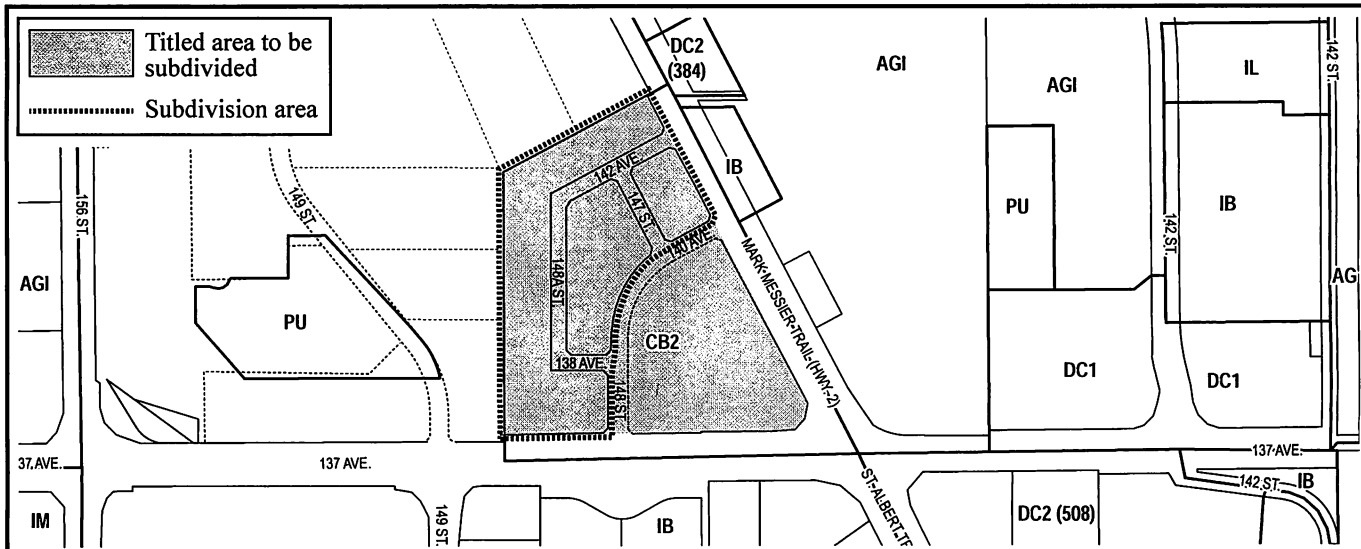 Titled area to be
subdivided
Subdivision area
DC2
(384)
AGI
AGI
IL
142 ST.
142 AVE.
147 ST.
IB
149 ST.
156 ST.
PU
IB
142 ST.
140 AVE.
148A ST.
MARK MESSIER TRAIL (HWY 2)
AGI
PU
CB2
AG
138 AVE.
148 ST.
DC1
DC1
37 AVE.
137 AVE.
137 AVE.
ST. ALBERT TR
142 ST.
IB
IM
149 ST.
IB
DC2 (508)